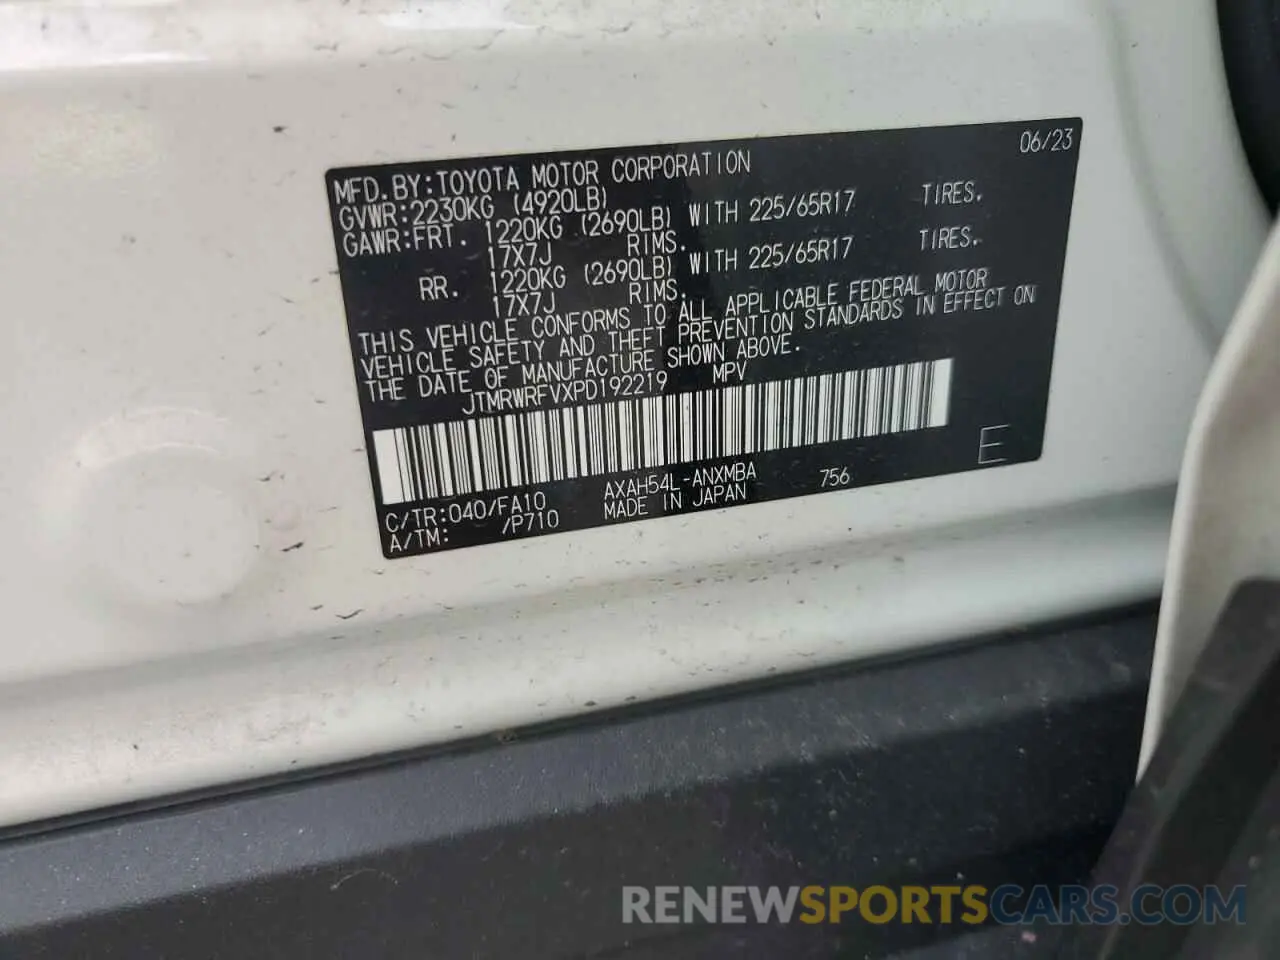 06/23
MFD.BY:TOYOTA MOTOR CORPORATION
GVWR:2230KG (4920LB)
GAWR:FRT. 1220KG (2690LB) WITH 225/65R17 TIRES.
17X7J RIMS.
RR. 1220KG (2690LB) WITH 225/65R17 TIRES.
17X7J RIMS.
THIS VEHICLE CONFORMS TO ALL APPLICABLE FEDERAL MOTOR
VEHICLE SAFETY AND THEFT PREVENTION STANDARDS IN EFFECT ON
THE DATE OF MANUFACTURE SHOWN ABOVE.
JTMRWRFVXPD192219 MPV
E
C/TR:040/FA10 AXAH54L-ANXMBA 756
A/TM: /P710 MADE IN JAPAN
RENEWSPORTSCARS.COM